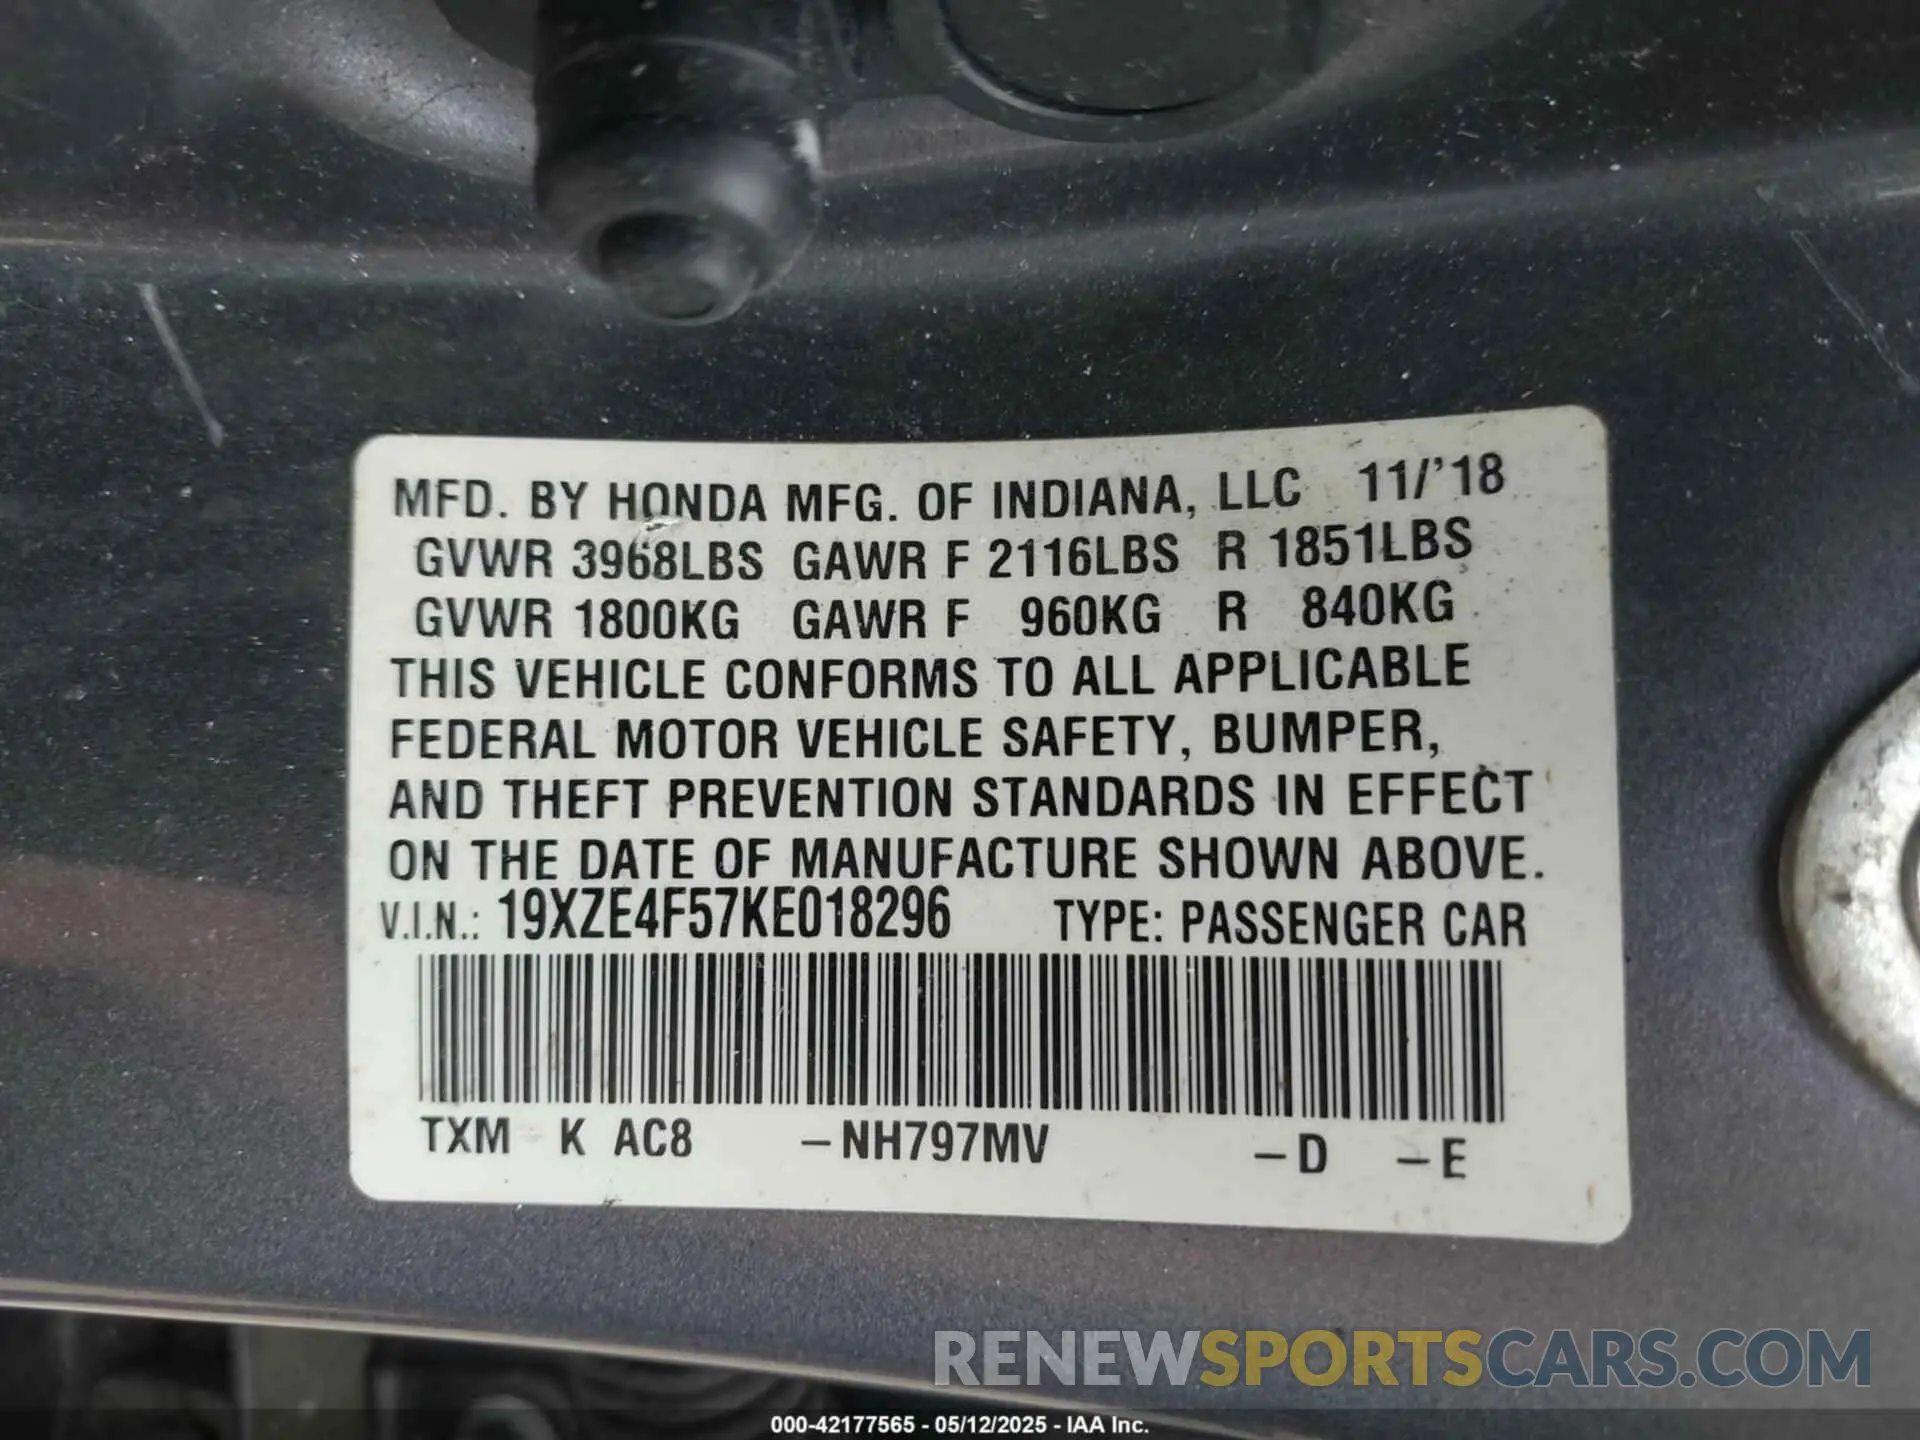 MFD. BY HONDA MFG. OF INDIANA, LLC 11/'18
GVWR 3968LBS GAWR F 2116LBS R 1851LBS
GVWR 1800KG GAWR F 960KG R 840KG
THIS VEHICLE CONFORMS TO ALL APPLICABLE
FEDERAL MOTOR VEHICLE SAFETY, BUMPER,
AND THEFT PREVENTION STANDARDS IN EFFECT
ON THE DATE OF MANUFACTURE SHOWN ABOVE.
V.I.N.: 19XZE4F57KE018296 TYPE: PASSENGER CAR
TXM K AC8 –NH797MV –D –E
RENEWSPORTSCARS.COM
000-42177565 - 05/12/2025 - IAA Inc.